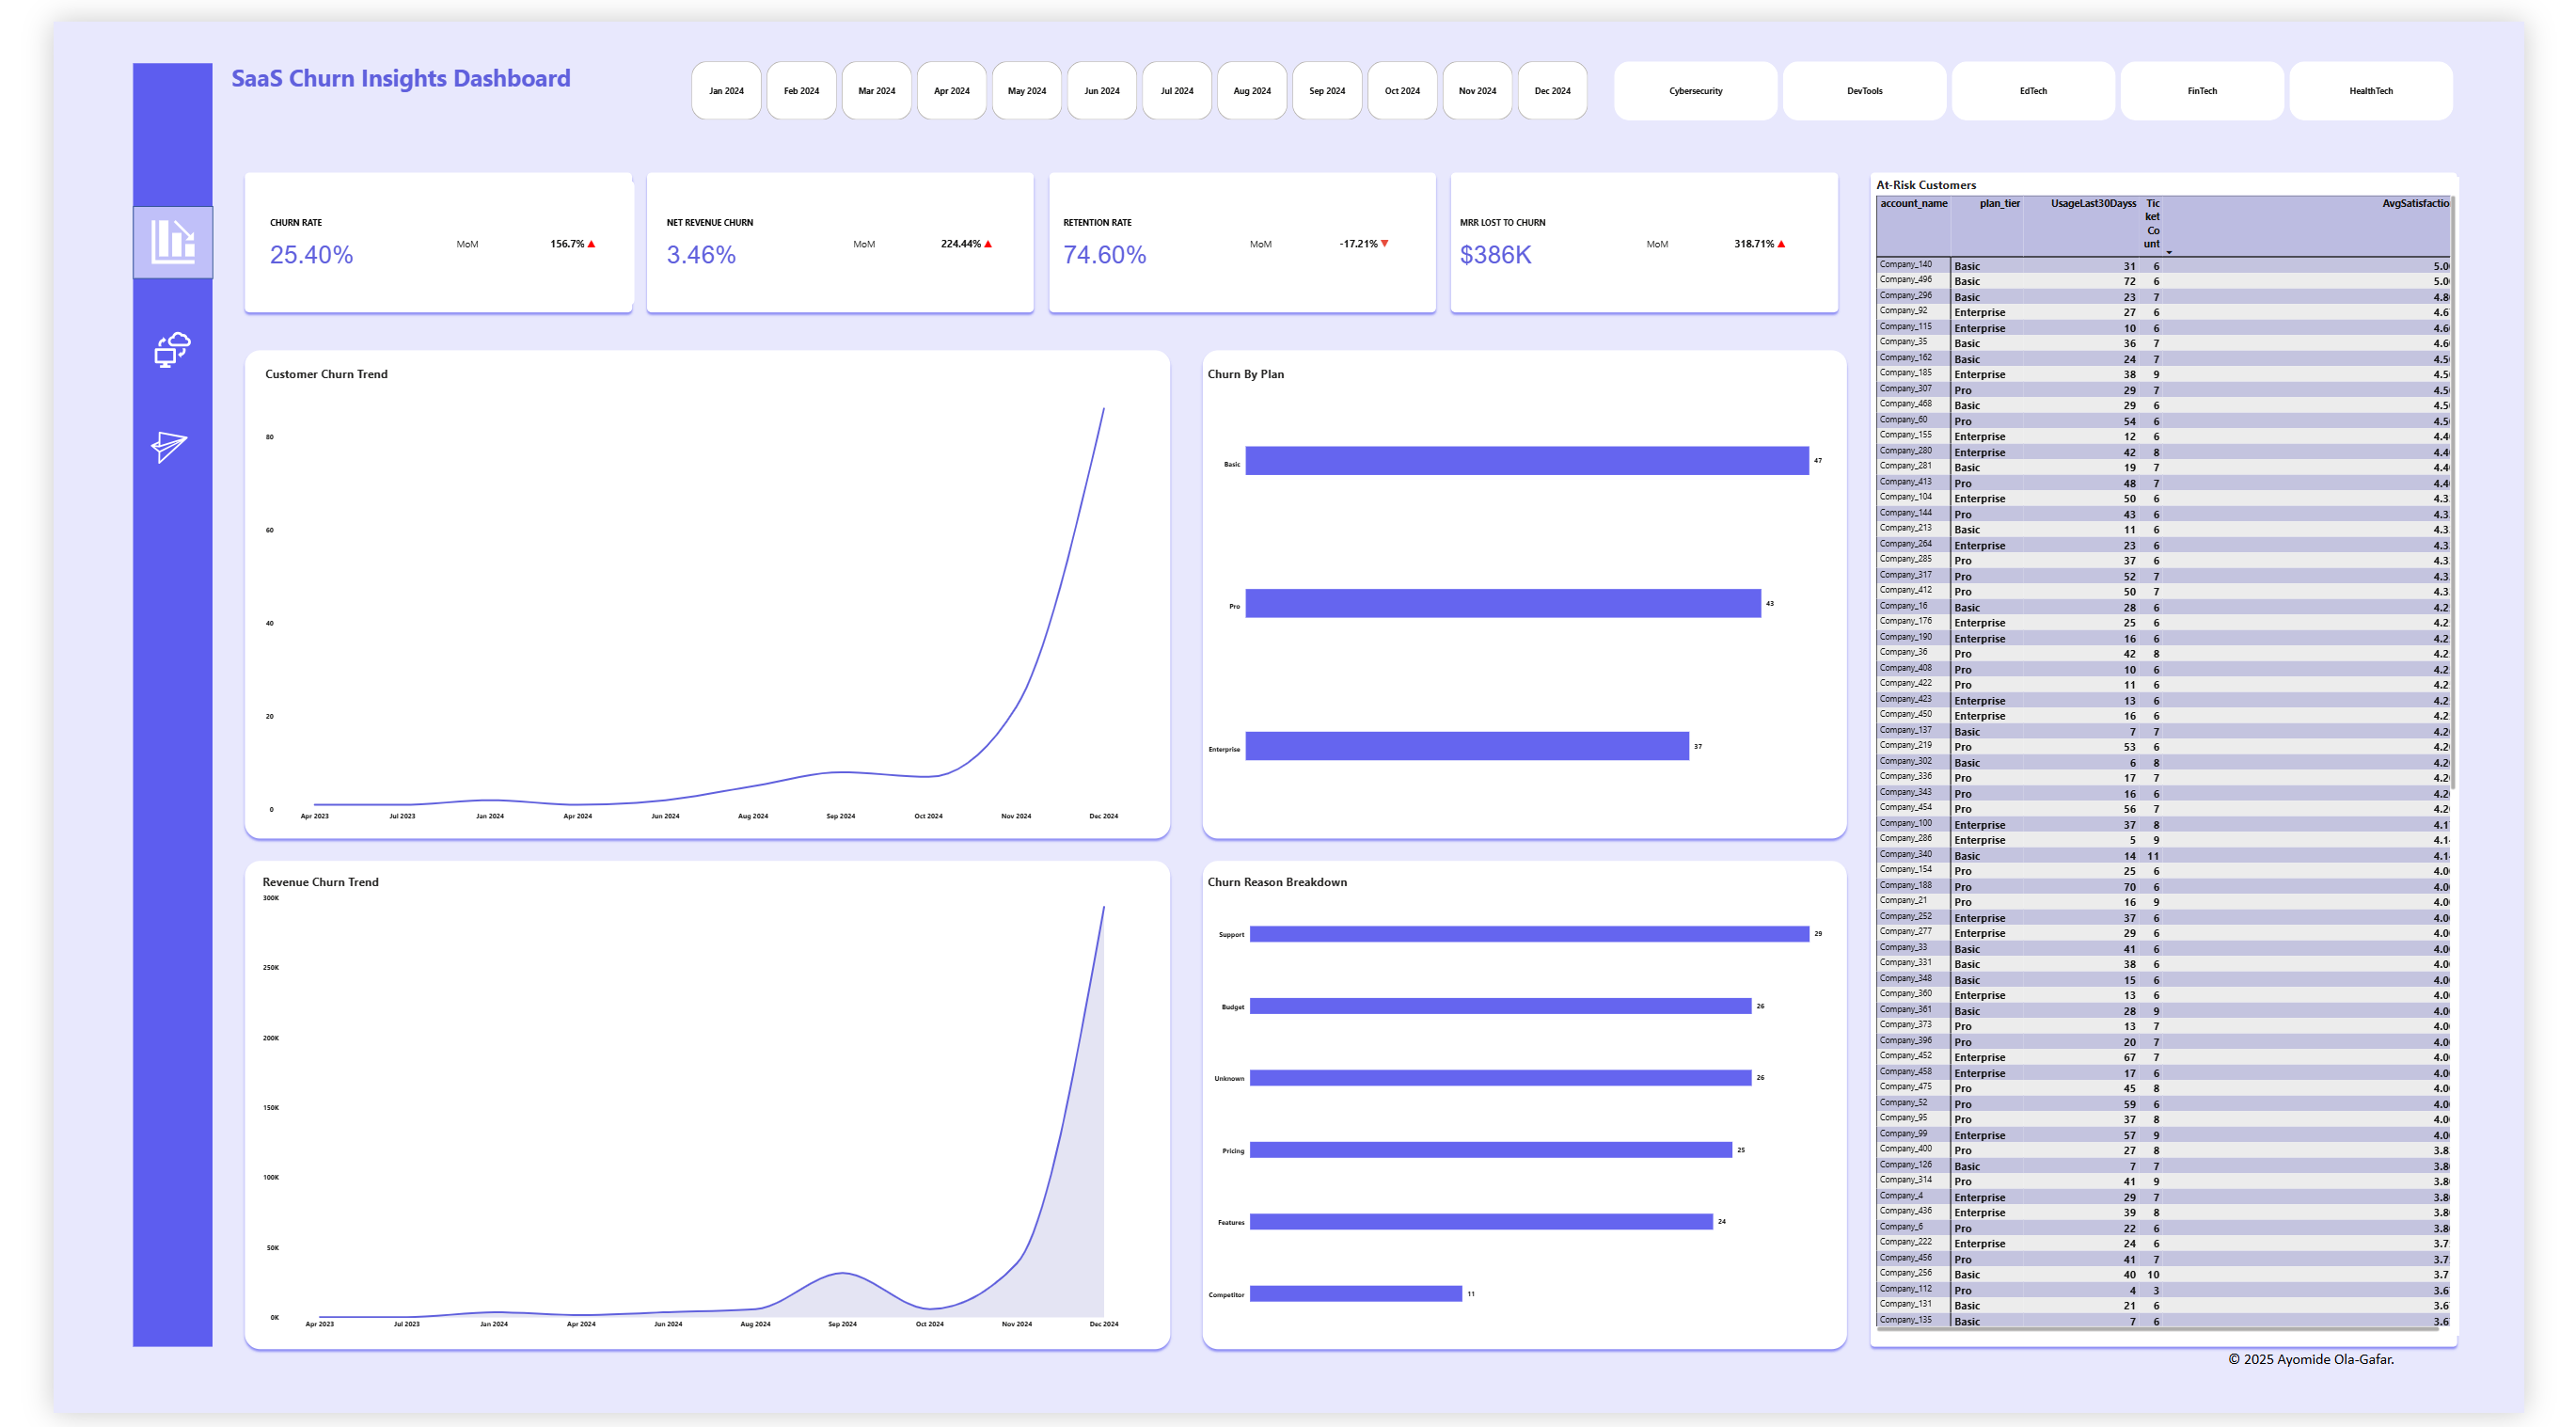 SaaS Churn Insights Dashboard
Jan 2024 Feb 2024 Mar 2024 Apr 2024 May 2024 Jun 2024 Jul 2024 Aug 2024 Sep 2024 Oct 2024 Nov 2024 Dec 2024
Cybersecurity DevTools EdTech FinTech HealthTech
CHURN RATE
25.40% MoM 156.7%
NET REVENUE CHURN
3.46% MoM 224.44%
RETENTION RATE
74.60% MoM -17.21%
MRR LOST TO CHURN
$386K MoM 318.71%
Customer Churn Trend
80
60
40
20
0
Apr 2023 Jul 2023 Jan 2024 Apr 2024 Jun 2024 Aug 2024 Sep 2024 Oct 2024 Nov 2024 Dec 2024
Churn By Plan
Basic 47
Pro 43
Enterprise 37
Revenue Churn Trend
300K
250K
200K
150K
100K
50K
0K
Apr 2023 Jul 2023 Jan 2024 Apr 2024 Jun 2024 Aug 2024 Sep 2024 Oct 2024 Nov 2024 Dec 2024
Churn Reason Breakdown
Support 29
Budget 26
Unknown 26
Pricing 25
Features 24
Competitor 11
At-Risk Customers
account_name plan_tier UsageLast30Dayss Tic AvgSatisfactio
ket
Co
unt
Company_140 Basic 31 6 5.0
Company_496 Basic 72 6 5.0
Company_296 Basic 23 7 4.8
Company_92 Enterprise 27 6 4.6
Company_115 Enterprise 10 6 4.6
Company_35 Basic 36 7 4.6
Company_162 Basic 24 7 4.5
Company_185 Enterprise 38 9 4.5
Company_307 Pro 29 7 4.5
Company_468 Basic 29 6 4.5
Company_60 Pro 54 6 4.5
Company_155 Enterprise 12 6 4.4
Company_280 Enterprise 42 8 4.4
Company_281 Basic 19 7 4.4
Company_413 Pro 48 7 4.4
Company_104 Enterprise 50 6 4.3
Company_144 Pro 43 6 4.3
Company_213 Basic 11 6 4.3
Company_264 Enterprise 23 6 4.3
Company_285 Pro 37 6 4.3
Company_317 Pro 52 7 4.3
Company_412 Pro 50 7 4.3
Company_16 Basic 28 6 4.2
Company_176 Enterprise 25 6 4.2
Company_190 Enterprise 16 6 4.2
Company_36 Pro 42 8 4.2
Company_408 Pro 10 6 4.2
Company_422 Pro 11 6 4.2
Company_423 Enterprise 13 6 4.2
Company_450 Enterprise 16 6 4.2
Company_137 Basic 7 7 4.2
Company_219 Pro 53 6 4.2
Company_302 Basic 6 8 4.2
Company_336 Pro 17 7 4.2
Company_343 Pro 16 6 4.2
Company_454 Pro 56 7 4.2
Company_100 Enterprise 37 8 4.1
Company_286 Enterprise 5 9 4.1
Company_340 Basic 14 11 4.1
Company_154 Pro 25 6 4.0
Company_188 Pro 70 6 4.0
Company_21 Pro 16 9 4.0
Company_252 Enterprise 37 6 4.0
Company_277 Enterprise 29 6 4.0
Company_33 Basic 41 6 4.0
Company_331 Basic 38 6 4.0
Company_348 Basic 15 6 4.0
Company_360 Enterprise 13 6 4.0
Company_361 Basic 28 9 4.0
Company_373 Pro 13 7 4.0
Company_396 Pro 20 7 4.0
Company_452 Enterprise 67 7 4.0
Company_458 Enterprise 17 6 4.0
Company_475 Pro 45 8 4.0
Company_52 Pro 59 6 4.0
Company_95 Pro 37 8 4.0
Company_99 Enterprise 57 9 4.0
Company_400 Pro 27 8 3.8
Company_126 Basic 7 7 3.8
Company_314 Pro 41 9 3.8
Company_4 Enterprise 29 7 3.8
Company_436 Enterprise 39 8 3.8
Company_6 Pro 22 6 3.8
Company_222 Enterprise 24 6 3.7
Company_456 Pro 41 7 3.7
Company_256 Basic 40 10 3.7
Company_112 Pro 4 3 3.6
Company_131 Basic 21 6 3.6
Company_135 Basic 7 6 3.6
© 2025 Ayomide Ola-Gafar.